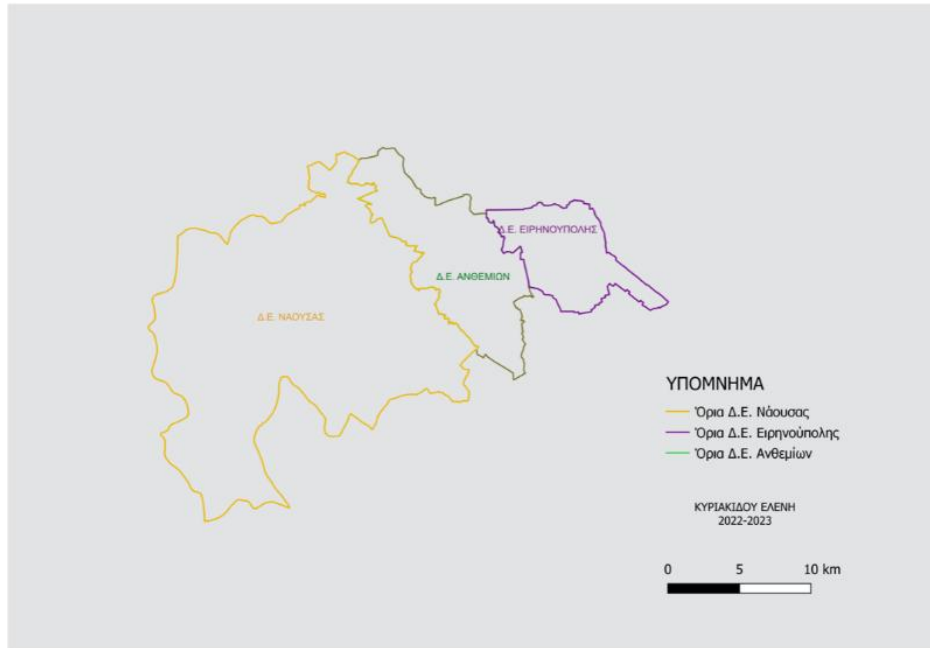 Δ.Ε. ΕΙΡΗΝΟΥΠΟΛΗΣ
Δ.Ε. ΑΝΘΕΜΙΩΝ
Δ.Ε. ΝΑΟΥΣΑΣ
ΥΠΟΜΝΗΜΑ
Όρια Δ.Ε. Νάουσας
Όρια Δ.Ε. Ειρηνούπολης
Όρια Δ.Ε. Ανθεμίων
ΚΥΡΙΑΚΙΔΟΥ ΕΛΕΝΗ
2022-2023
0 5 10 km